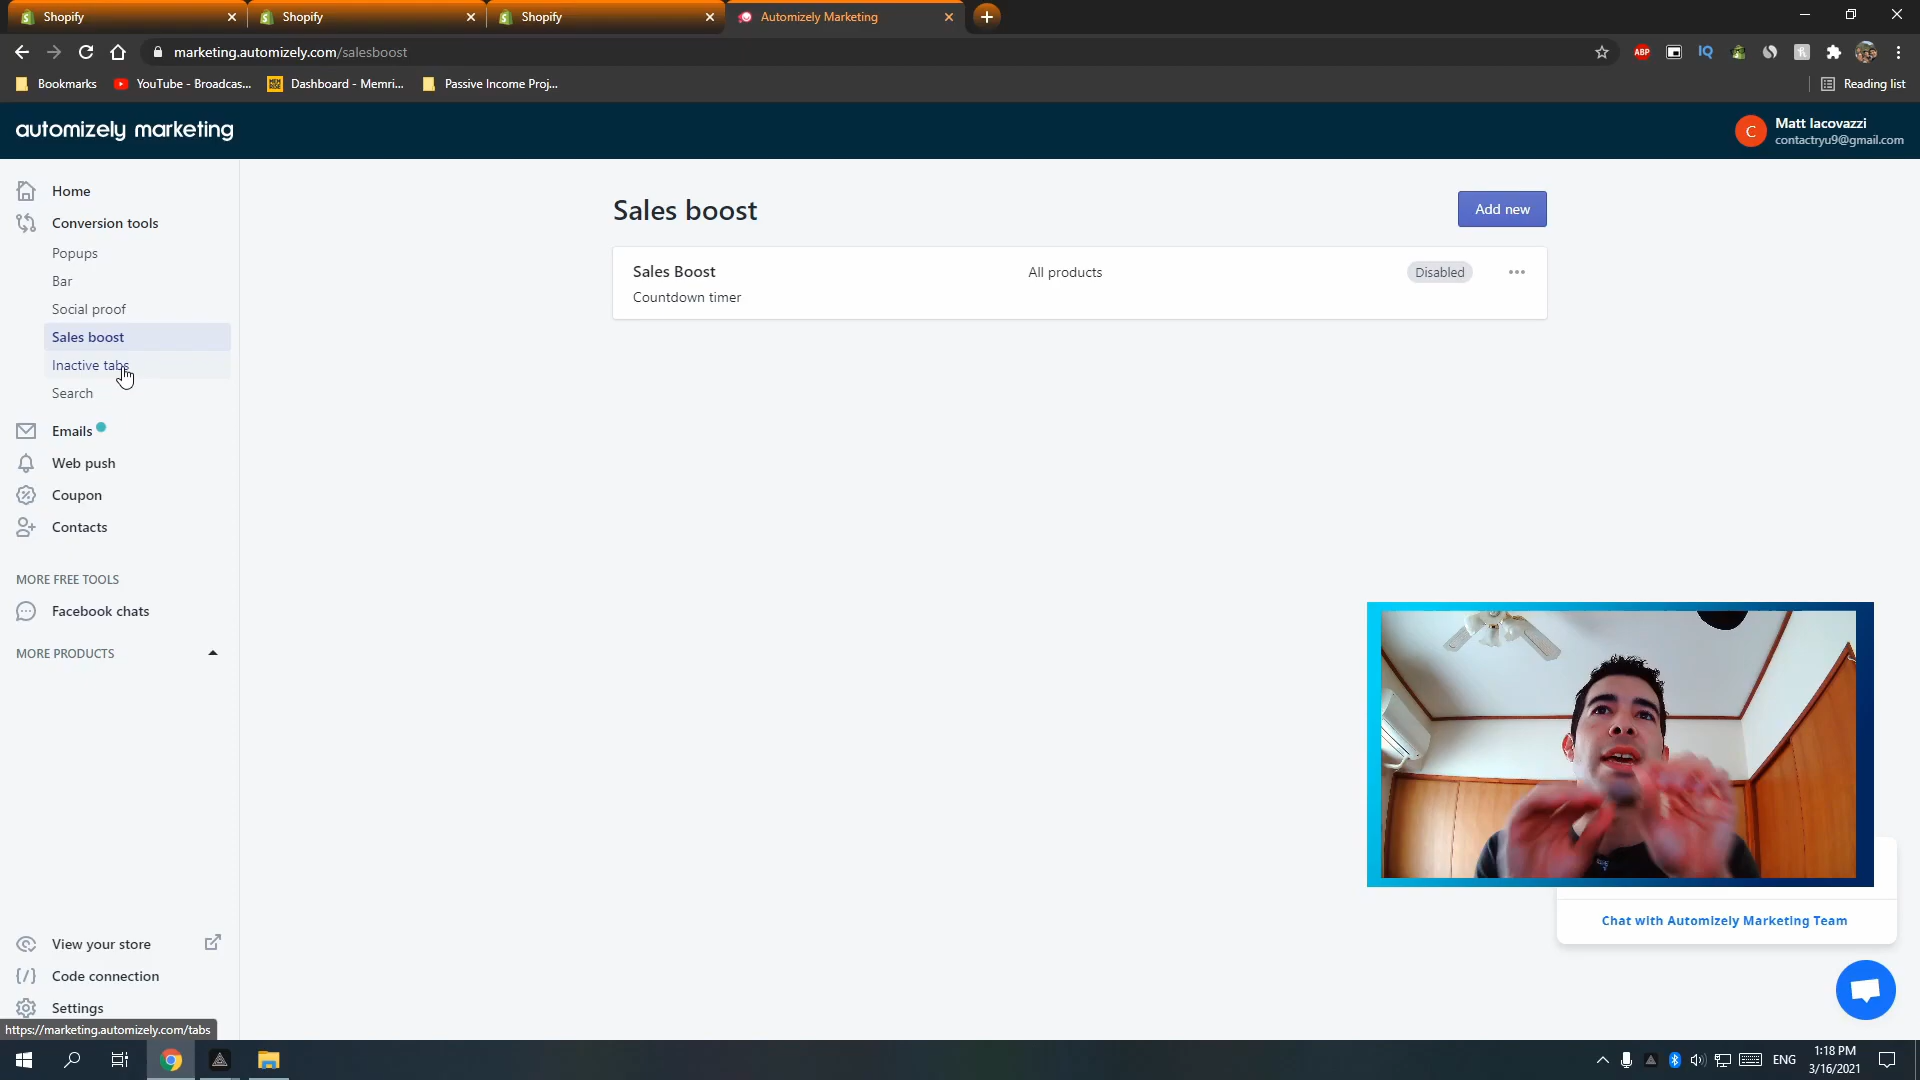 Shopify
Shopify
Shopify
Automizely Marketing
marketing.automizely.com/salesboost
ABP
IQ
Bookmarks
YouTube - Broadcas...
Dashboard - Memri...
Passive Income Proj...
Reading list
automizely marketing
C
Matt Iacovazzi
contactryu9@gmail.com
Home
Conversion tools
Popups
Bar
Social proof
Sales boost
Inactive tabs
Search
Emails
Web push
Coupon
Contacts
MORE FREE TOOLS
Facebook chats
MORE PRODUCTS
View your store
Code connection
Settings
Sales boost
Add new
Sales Boost
All products
Disabled
Countdown timer
Chat with Automizely Marketing Team
https://marketing.automizely.com/tabs
ENG
1:18 PM
3/16/2021